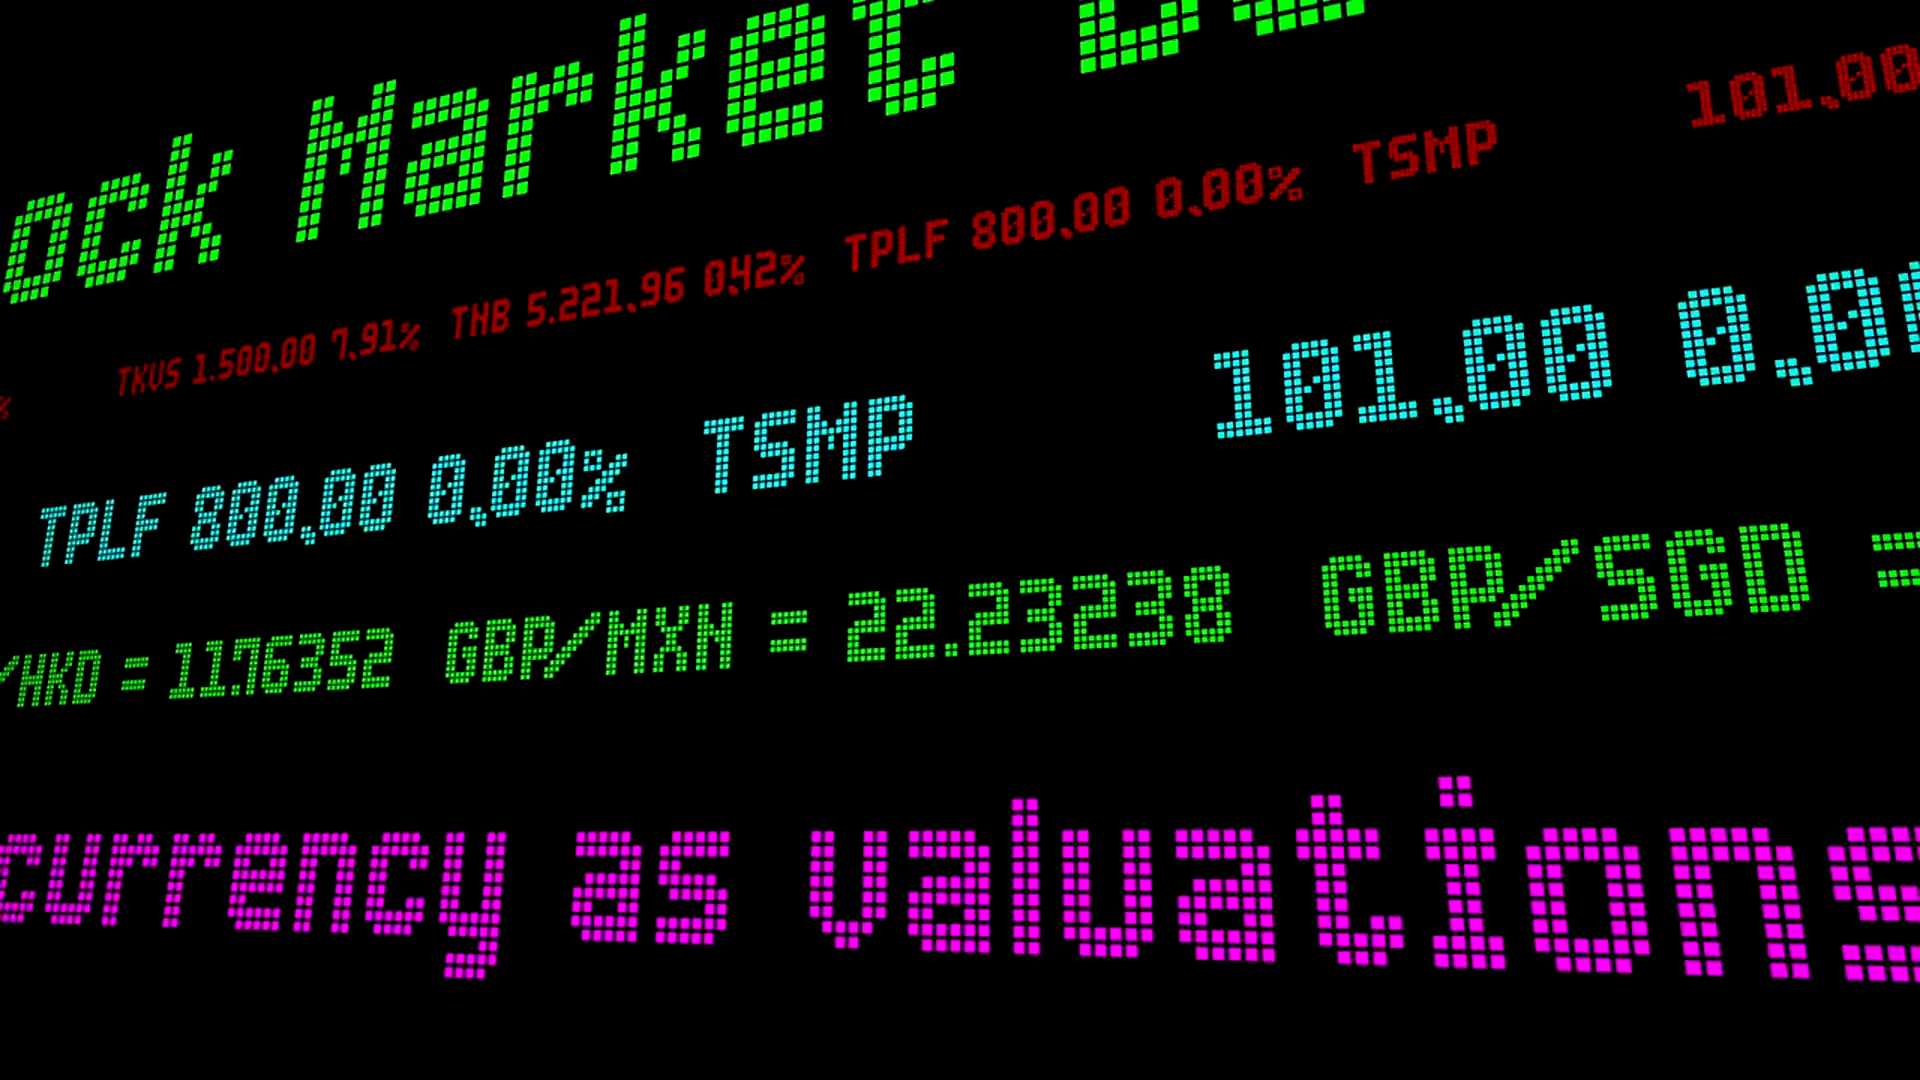 ock Market
% TKVS 1.500,00 7,91% THB 5.221,96 0,42% TPLF 800,00 0,00% TSMP 101,00
TPLF 800,00 0,00% TSMP 101,00 0,0
/HKD = 11.76352 GBP/MXN = 22.23238 GBP/SGD =
currency as valuations